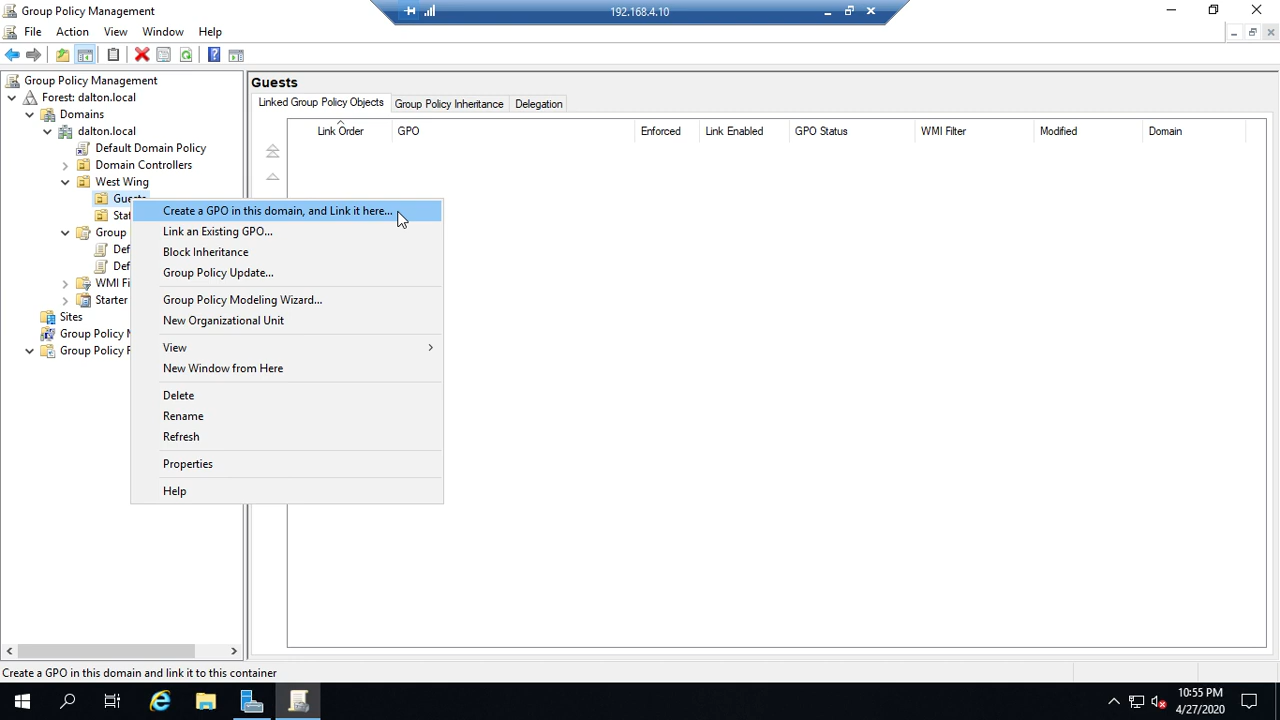 Group Policy Management
192.168.4.10
File Action View Window Help
Group Policy Management
Forest: dalton.local
Domains
dalton.local
Default Domain Policy
Domain Controllers
West Wing
Group
Sites
Group Policy
Group Policy
Starter
Create a GPO in this domain, and Link it here...
Link an Existing GPO...
Block Inheritance
Group Policy Update...
Group Policy Modeling Wizard...
New Organizational Unit
View
New Window from Here
Delete
Rename
Refresh
Properties
Help
Guests
Linked Group Policy Objects Group Policy Inheritance Delegation
Link Order GPO Enforced Link Enabled GPO Status WMI Filter Modified Domain
Create a GPO in this domain and link it to this container
10:55 PM
4/27/2020